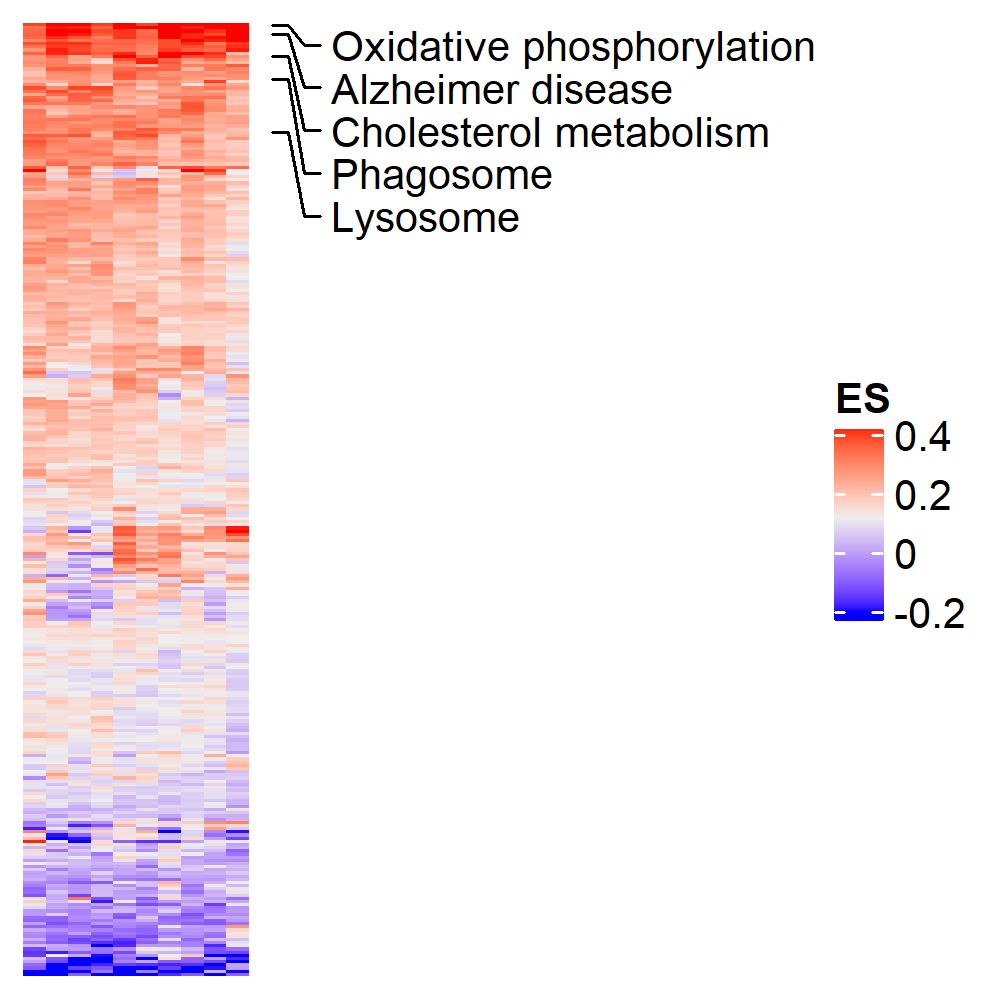 Oxidative phosphorylation
Alzheimer disease
Cholesterol metabolism
Phagosome
Lysosome
ES
0.4
0.2
0
-0.2